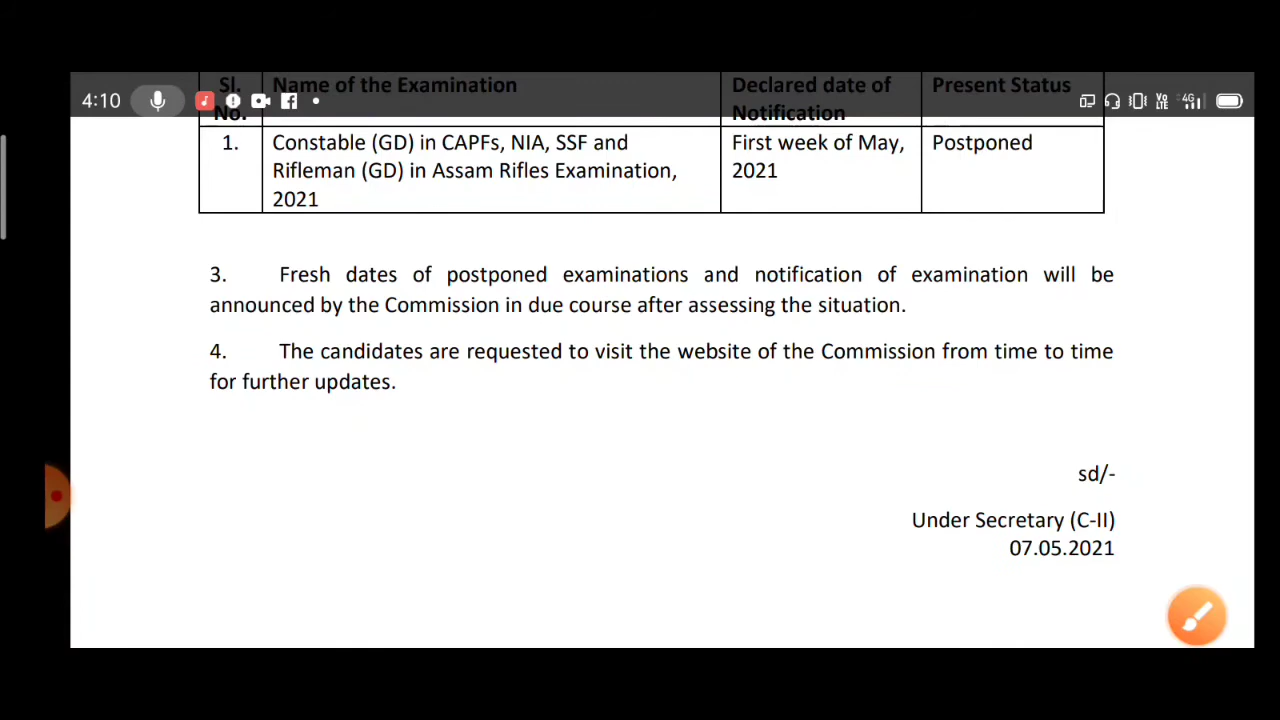 Sl. Name of the Examination Declared date of Present Status
4:10 VoLTE 4G
No. Notification
1. Constable (GD) in CAPFs, NIA, SSF and First week of May, Postponed
Rifleman (GD) in Assam Rifles Examination, 2021
2021
3. Fresh dates of postponed examinations and notification of examination will be
announced by the Commission in due course after assessing the situation.
4. The candidates are requested to visit the website of the Commission from time to time
for further updates.
sd/-
Under Secretary (C-II)
07.05.2021